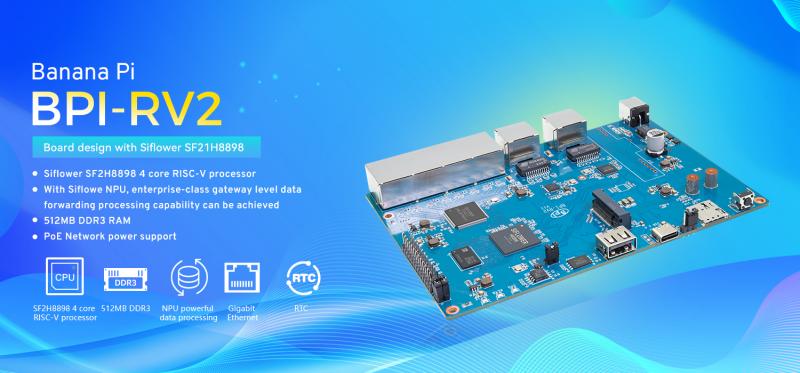 Banana Pi
BPI-RV2
Board design with Siflower SF21H8898
Siflower SF2H8898 4 core RISC-V processor
With Siflowe NPU, enterprise-class gateway level data
forwarding processing capability can be achieved
512MB DDR3 RAM
PoE Network power support
CPU
DDR3
RTC
SF2H8898 4 core
RISC-V processor
512MB DDR3
NPU powerful
data processing
Gigabit
Ethernet
RTC